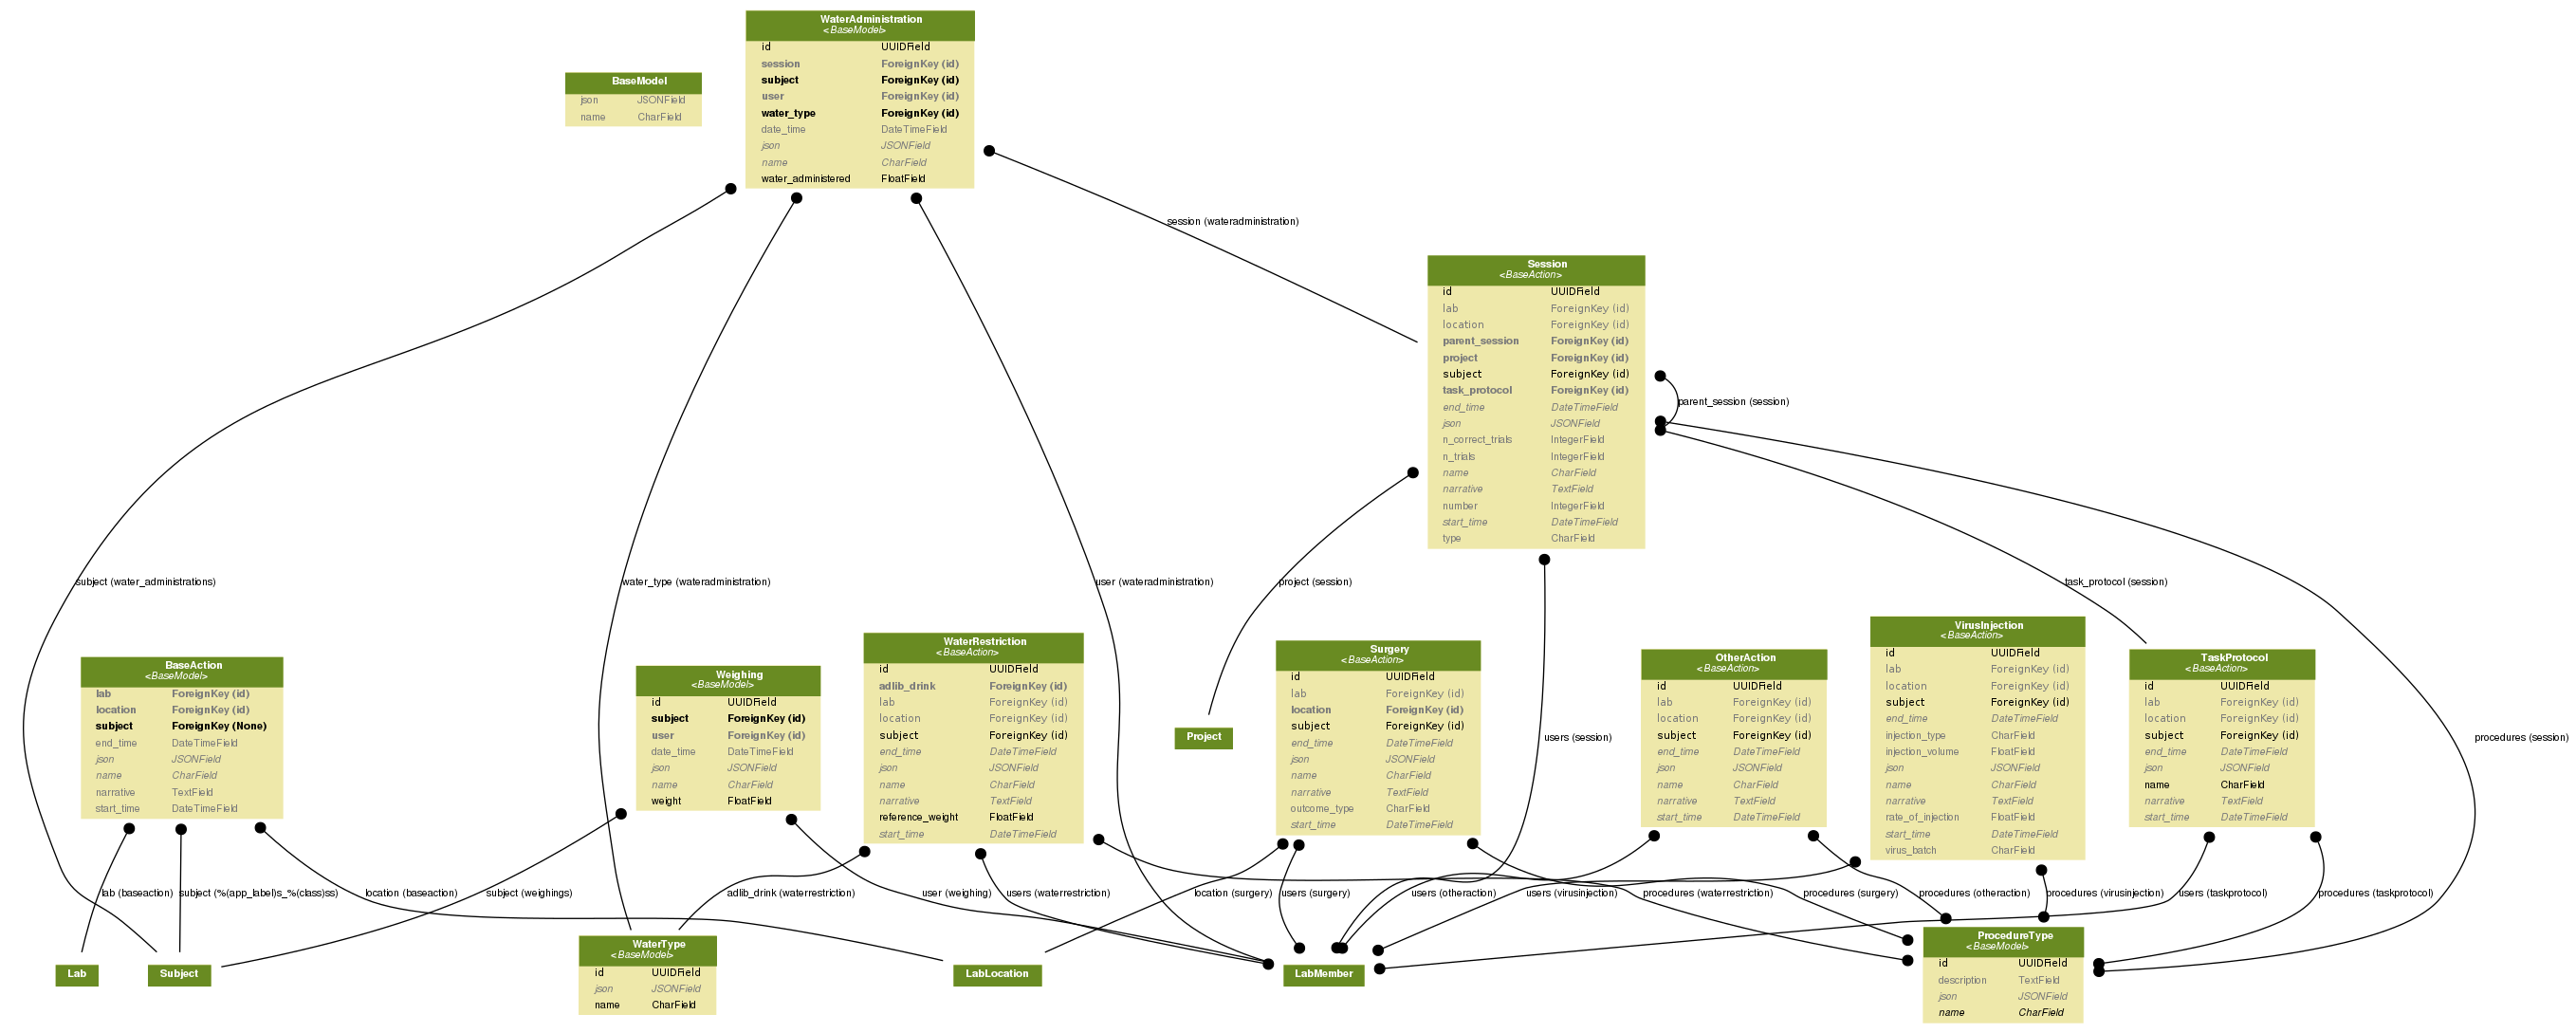 WaterAdministration
<BaseModel>
id UUIDField
session ForeignKey (id)
subject ForeignKey (id)
user ForeignKey (id)
water_type ForeignKey (id)
date_time DateTimeField
json JSONField
name CharField
water_administered FloatField
BaseModel
json JSONField
name CharField
session (wateradministration)
Session
<BaseAction>
id UUIDField
lab ForeignKey (id)
location ForeignKey (id)
parent_session ForeignKey (id)
project ForeignKey (id)
subject ForeignKey (id)
task_protocol ForeignKey (id)
end_time DateTimeField
json JSONField
n_correct_trials IntegerField
n_trials IntegerField
name CharField
narrative TextField
number IntegerField
start_time DateTimeField
type CharField
parent_session (session)
subject (water_administrations)
water_type (wateradministration)
user (wateradministration)
project (session)
task_protocol (session)
BaseAction
<BaseModel>
lab ForeignKey (id)
location ForeignKey (id)
subject ForeignKey (None)
end_time DateTimeField
json JSONField
name CharField
narrative TextField
start_time DateTimeField
Weighing
<BaseModel>
id UUIDField
subject ForeignKey (id)
user ForeignKey (id)
date_time DateTimeField
json JSONField
name CharField
weight FloatField
WaterRestriction
<BaseAction>
id UUIDField
adlib_drink ForeignKey (id)
lab ForeignKey (id)
location ForeignKey (id)
subject ForeignKey (id)
end_time DateTimeField
json JSONField
name CharField
narrative TextField
reference_weight FloatField
start_time DateTimeField
Project
Surgery
<BaseAction>
id UUIDField
lab ForeignKey (id)
location ForeignKey (id)
subject ForeignKey (id)
end_time DateTimeField
json JSONField
name CharField
narrative TextField
outcome_type CharField
start_time DateTimeField
users (session)
OtherAction
<BaseAction>
id UUIDField
lab ForeignKey (id)
location ForeignKey (id)
subject ForeignKey (id)
end_time DateTimeField
json JSONField
name CharField
narrative TextField
start_time DateTimeField
VirusInjection
<BaseAction>
id UUIDField
lab ForeignKey (id)
location ForeignKey (id)
subject ForeignKey (id)
end_time DateTimeField
injection_type CharField
injection_volume FloatField
json JSONField
name CharField
narrative TextField
rate_of_injection FloatField
start_time DateTimeField
virus_batch CharField
TaskProtocol
<BaseAction>
id UUIDField
lab ForeignKey (id)
location ForeignKey (id)
subject ForeignKey (id)
end_time DateTimeField
json JSONField
name CharField
narrative TextField
start_time DateTimeField
procedures (session)
lab (baseaction)
subject (%(app_label)s_%(class)ss)
location (baseaction)
subject (weighings)
adlib_drink (waterrestriction)
user (weighing)
users (waterrestriction)
location (surgery)
users (surgery)
users (otheraction)
users (virusinjection)
procedures (waterrestriction)
procedures (surgery)
procedures (otheraction)
procedures (virusinjection)
users (taskprotocol)
procedures (taskprotocol)
Lab
Subject
WaterType
<BaseModel>
id UUIDField
json JSONField
name CharField
LabLocation
LabMember
ProcedureType
<BaseModel>
id UUIDField
description TextField
json JSONField
name CharField